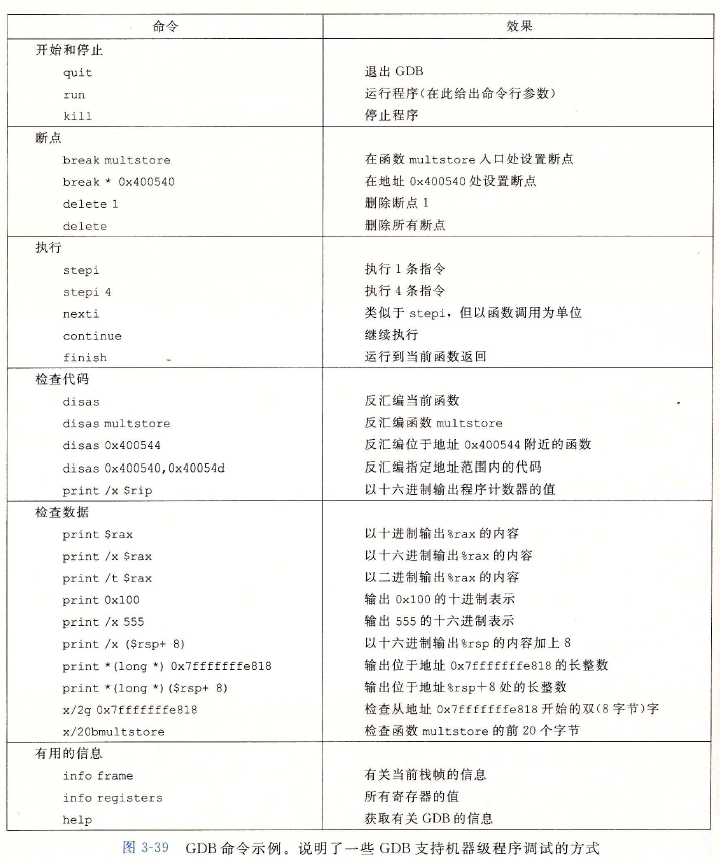 命令 效果
开始和停止
quit 退出 GDB
run 运行程序(在此给出命令行参数)
kill 停止程序
断点
break multstore 在函数 multstore 入口处设置断点
break * 0x400540 在地址 0x400540 处设置断点
delete 1 删除断点 1
delete 删除所有断点
执行
stepi 执行 1 条指令
stepi 4 执行 4 条指令
nexti 类似于 stepi，但以函数调用为单位
continue 继续执行
finish 运行到当前函数返回
检查代码
disas 反汇编当前函数
disas multstore 反汇编函数 multstore
disas 0x400544 反汇编位于地址 0x400544 附近的函数
disas 0x400540,0x40054d 反汇编指定地址范围内的代码
print /x $rip 以十六进制输出程序计数器的值
检查数据
print $rax 以十进制输出%rax 的内容
print /x $rax 以十六进制输出%rax 的内容
print /t $rax 以二进制输出%rax 的内容
print 0x100 输出 0x100 的十进制表示
print /x 555 输出 555 的十六进制表示
print /x ($rsp+ 8) 以十六进制输出%rsp 的内容加上 8
print *(long *) 0x7fffffffe818 输出位于地址 0x7fffffffe818 的长整数
print *(long *)($rsp+ 8) 输出位于地址%rsp+8 处的长整数
x/2g 0x7fffffffe818 检查从地址 0x7fffffffe818 开始的双(8 字节)字
x/20bmultstore 检查函数 multstore 的前 20 个字节
有用的信息
info frame 有关当前栈帧的信息
info registers 所有寄存器的值
help 获取有关 GDB 的信息
图 3-39 GDB 命令示例。说明了一些 GDB 支持机器级程序调试的方式